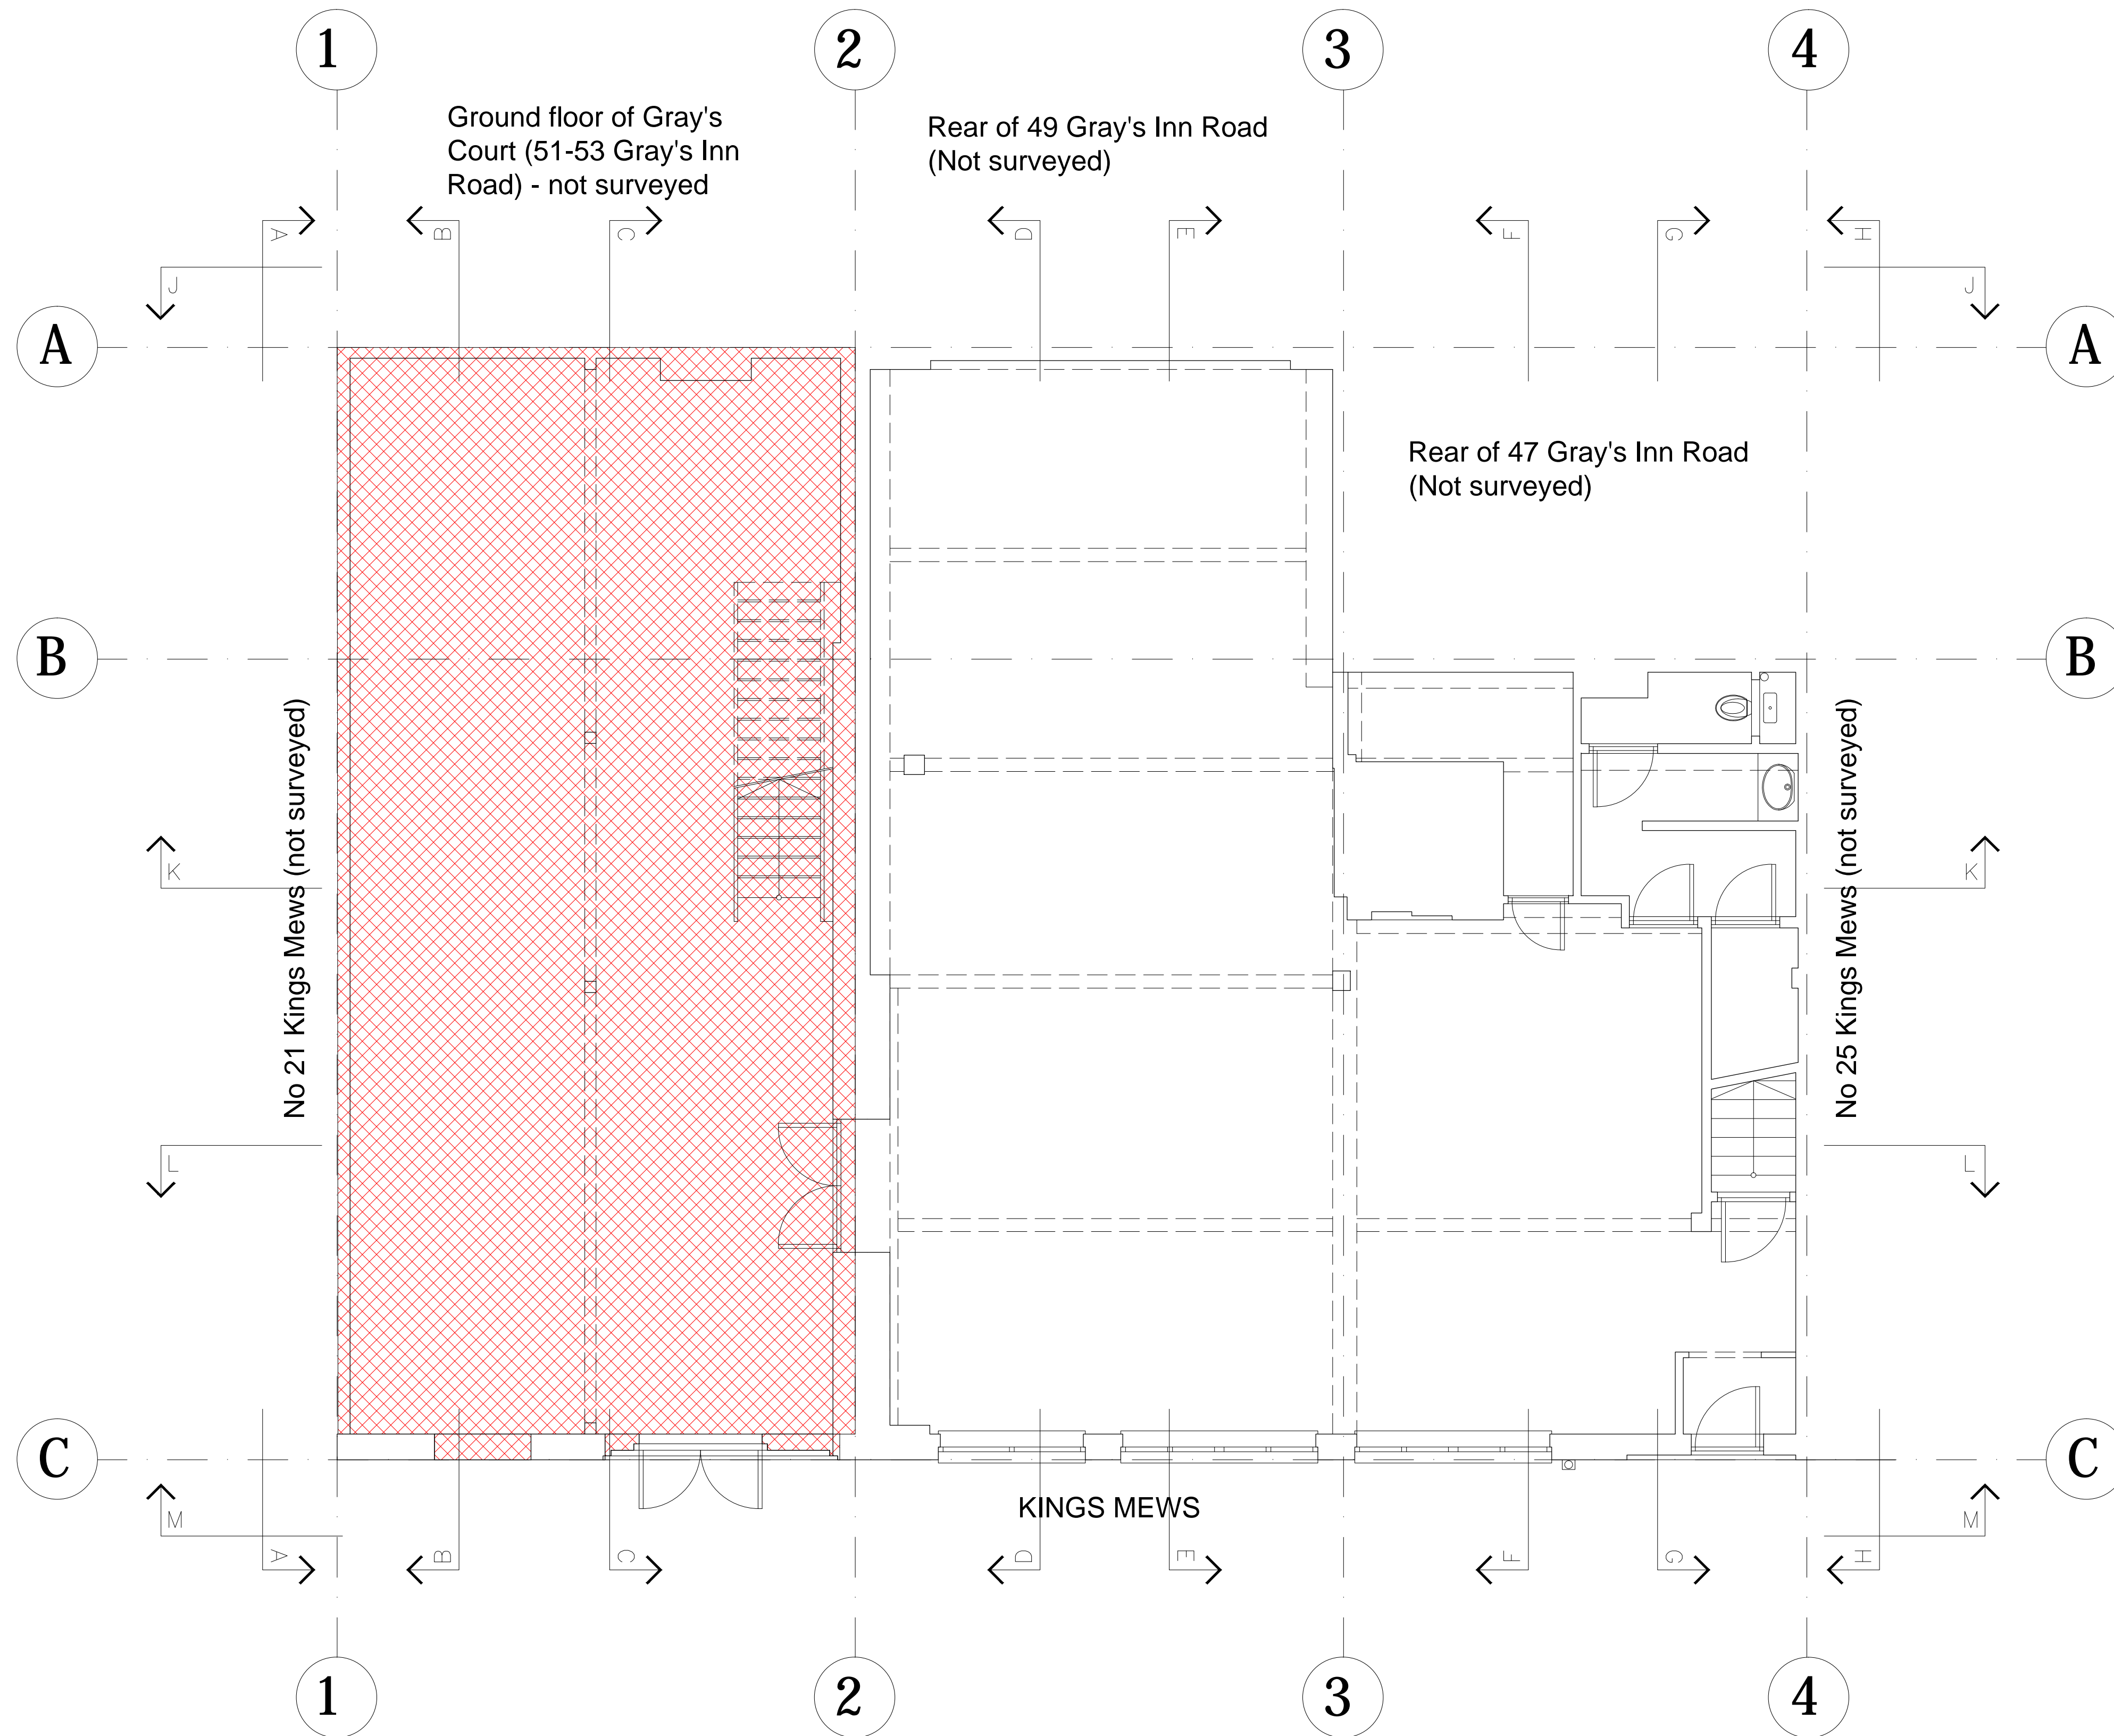 1
2
3
4
Ground floor of Gray's
Court (51-53 Gray's Inn
Road) - not surveyed
Rear of 49 Gray's Inn Road
(Not surveyed)
A
B
C
D
E
F
G
H
J
J
A
A
Rear of 47 Gray's Inn Road
(Not surveyed)
B
B
No 21 Kings Mews (not surveyed)
No 25 Kings Mews (not surveyed)
K
K
L
L
C
C
KINGS MEWS
M
M
A
B
C
D
E
F
G
H
1
2
3
4